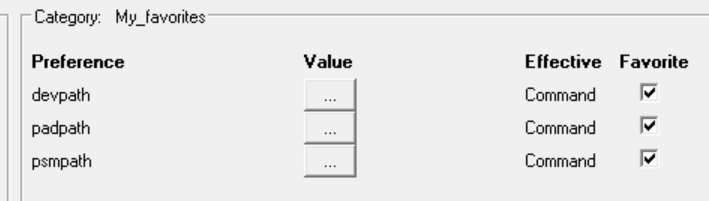 Category: My_favorites
Preference Value Effective Favorite
devpath ... Command
padpath ... Command
psmpath ... Command